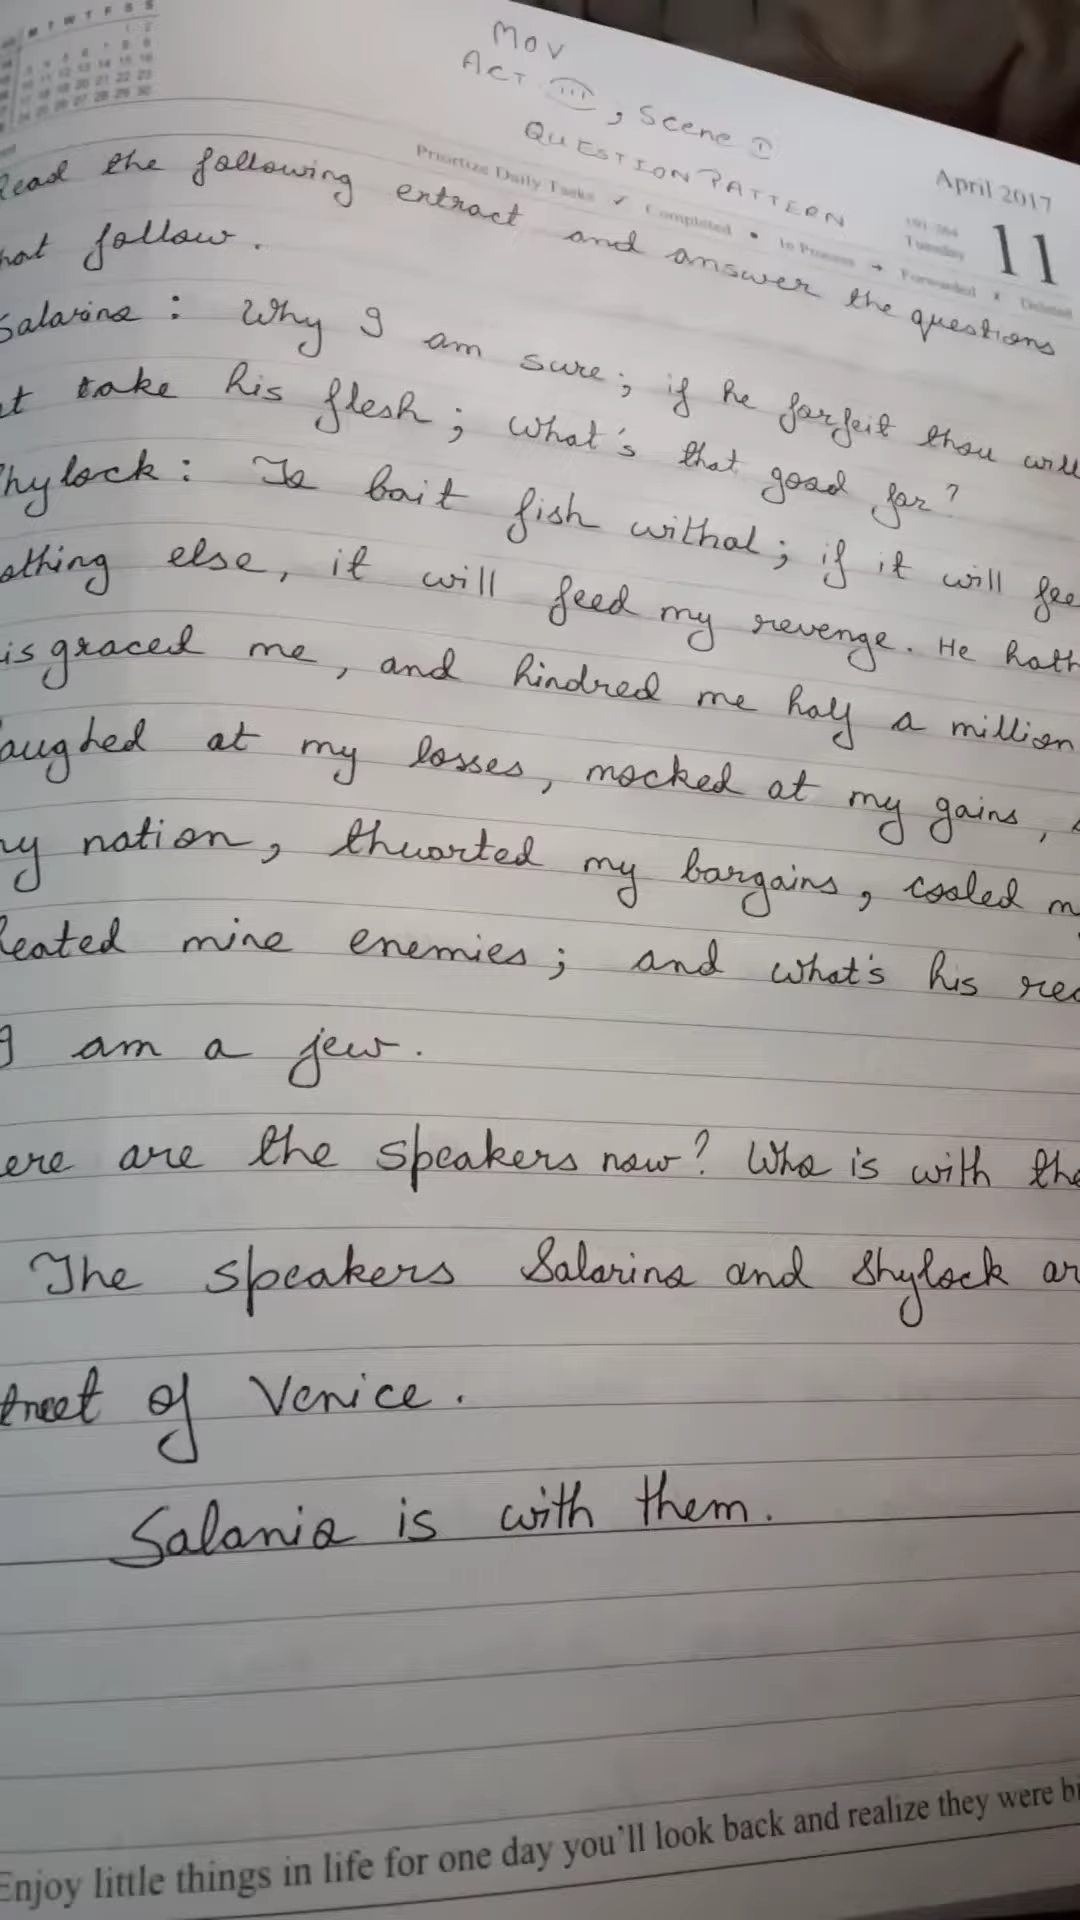 M T W T F S S
MOV
ACT III, Scene I
QUESTION PATTERN
April 2017
11
Tuesday
Prioritize Daily Tasks ✓ Completed • In Process → Forwarded x Deleted
Read the following extract and answer the questions
hat follow.
Salarino : Why I am sure ; if he forfeit thou will
t take his flesh ; what's that good for?
hylock : To bait fish withal ; if it will fee
othing else, it will feed my revenge. He hath
isgraced me, and hindred me half a million
aughed at my losses, mocked at my gains,
ny nation, thwarted my bargains, cooled m
heated mine enemies ; and what's his rea
I am a jew.
ere are the speakers now? Who is with the
The speakers Salarino and Shylock ar
treet of Venice.
Salanio is with them.
Enjoy little things in life for one day you'll look back and realize they were bi